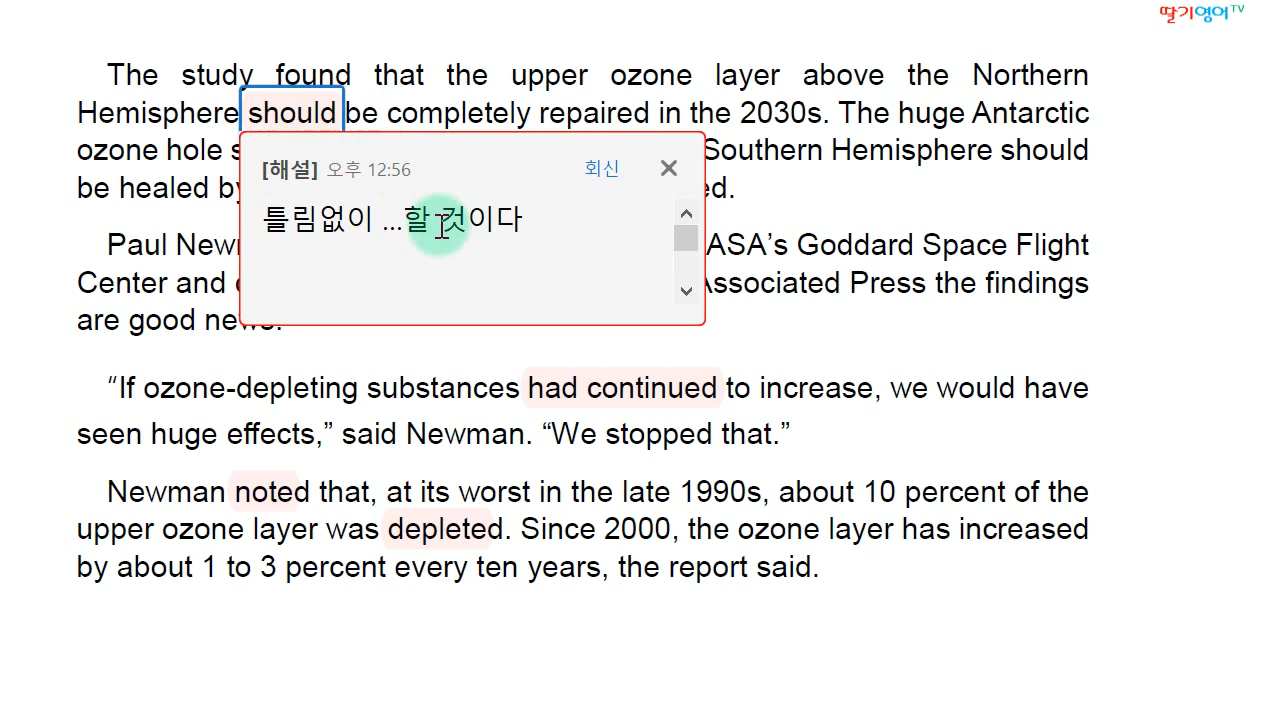 딸기영어TV
The study found that the upper ozone layer above the Northern
Hemisphere should be completely repaired in the 2030s. The huge Antarctic
ozone hole Southern Hemisphere should
be healed by
[해설] 오후 12:56 회신
틀림없이 ...할 것이다
Paul Goddard Space Flight
Center and Associated Press the findings
are good news.
“If ozone-depleting substances had continued to increase, we would have
seen huge effects,” said Newman. “We stopped that.”
Newman noted that, at its worst in the late 1990s, about 10 percent of the
upper ozone layer was depleted. Since 2000, the ozone layer has increased
by about 1 to 3 percent every ten years, the report said.